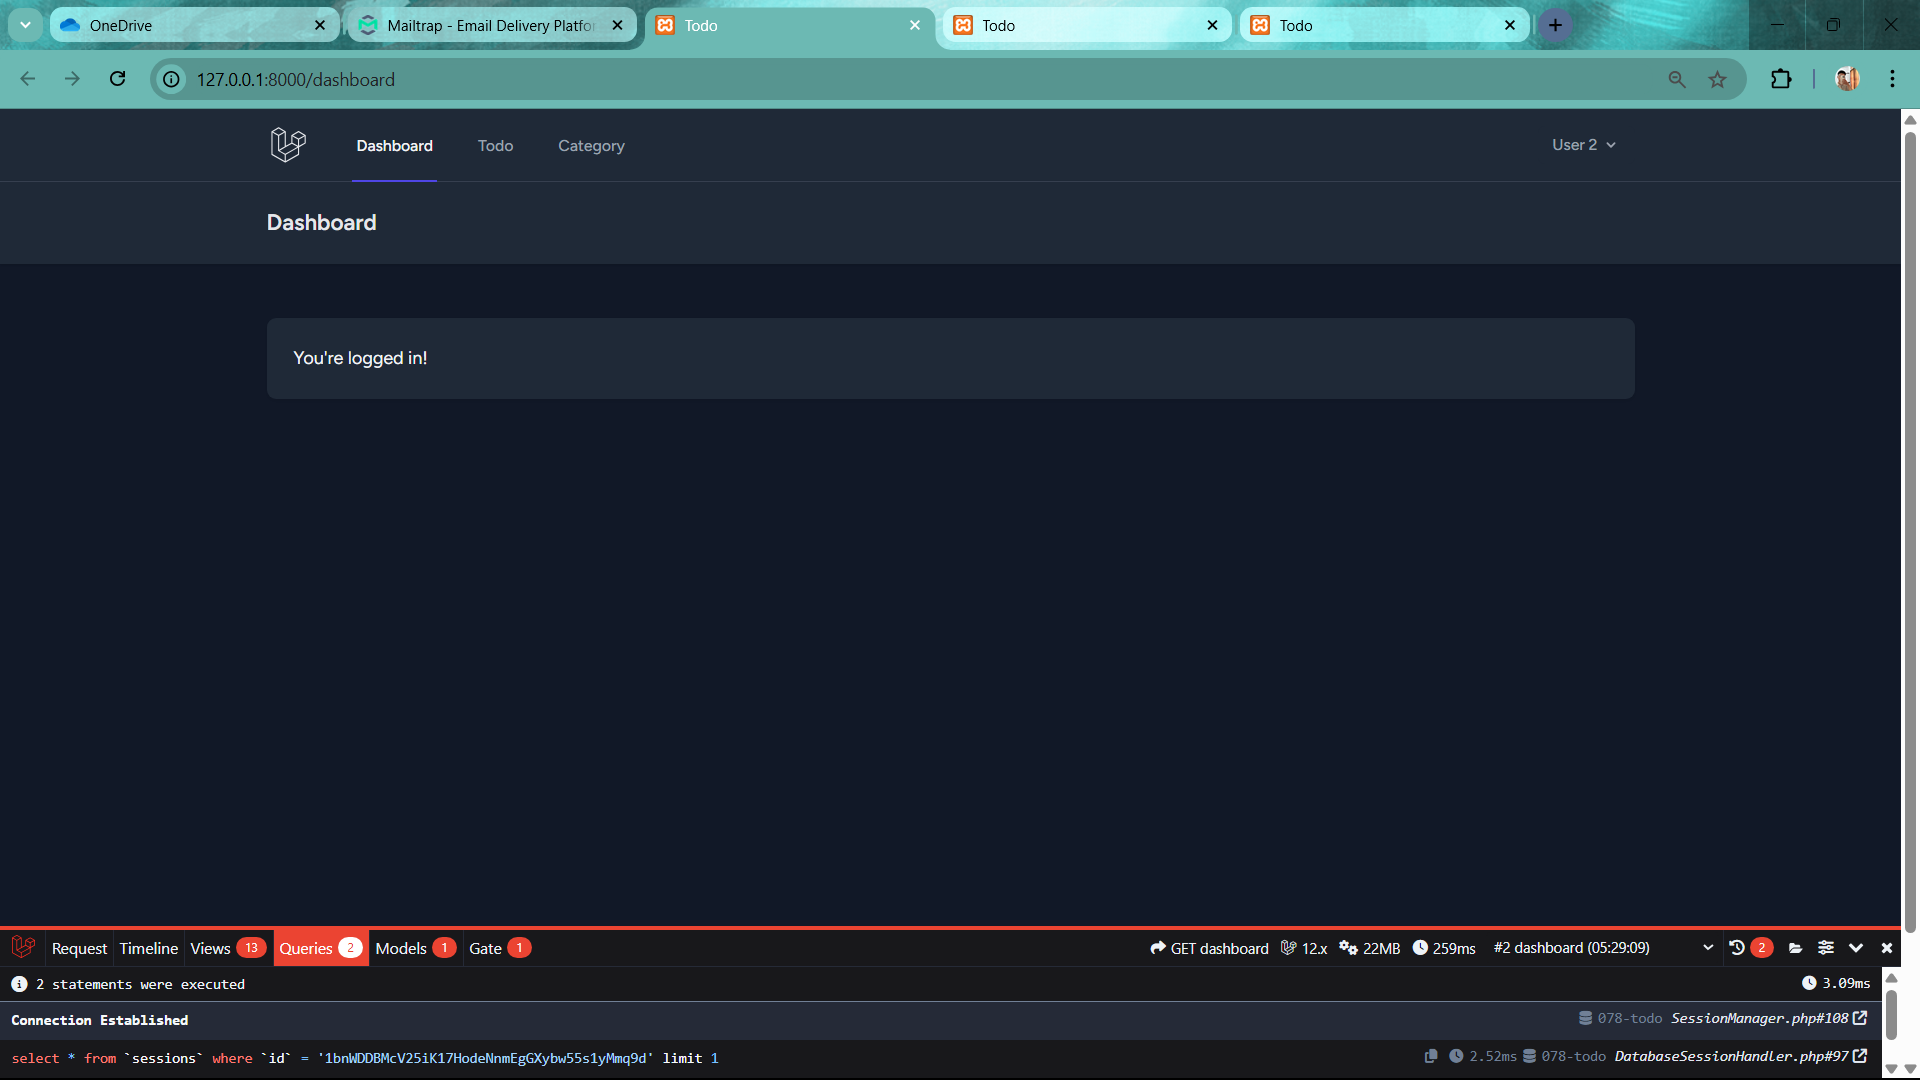 OneDrive
Mailtrap - Email Delivery Platfo
Todo
Todo
Todo
127.0.0.1:8000/dashboard
Dashboard
Todo
Category
User 2
Dashboard
You're logged in!
Request
Timeline
Views 13
Queries 2
Models 1
Gate 1
GET dashboard
12.x
22MB
259ms
#2 dashboard (05:29:09)
2
2 statements were executed
3.09ms
Connection Established
078-todo SessionManager.php#108
select * from `sessions` where `id` = '1bnWDDBMcV25iK17HodeNnmEgGXybw55s1yMmq9d' limit 1
2.52ms 078-todo DatabaseSessionHandler.php#97